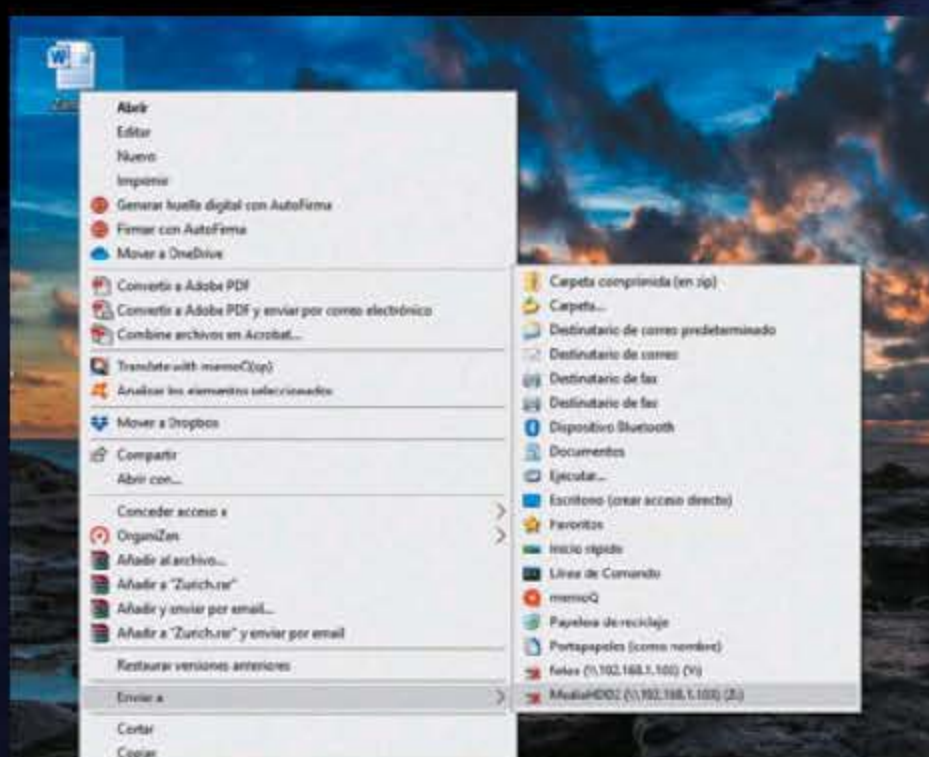 Abrir
Editar
Nuevo
Imprimir
Generar huella digital con AutoFirma
Firmar con AutoFirma
Mover a OneDrive
Convertir a Adobe PDF
Convertir a Adobe PDF y enviar por correo electrónico
Combine archivos en Acrobat...
Translate with memoQ(up)
Analizar los elementos seleccionados
Mover a Dropbox
Compartir
Abrir con...
Conceder acceso a
OrganiZen
Añadir al archivo...
Añadir a "Zurich.rar"
Añadir y enviar por email...
Añadir a "Zurich.rar" y enviar por email
Restaurar versiones anteriores
Enviar a
Cortar
Copiar
Carpeta comprimida (en zip)
Carpeta...
Destinatario de correo predeterminado
Destinatario de correo
Destinatario de fax
Destinatario de fax
Dispositivo Bluetooth
Documentos
Ejecutar...
Escritorio (crear acceso directo)
Favoritos
Inicio rápido
Línea de Comando
memoQ
Papelera de reciclaje
Portapapeles (como nombre)
(\\192.168.1.100) (V:)
MediaHDD2 (\\192.168.1.100) (Z:)